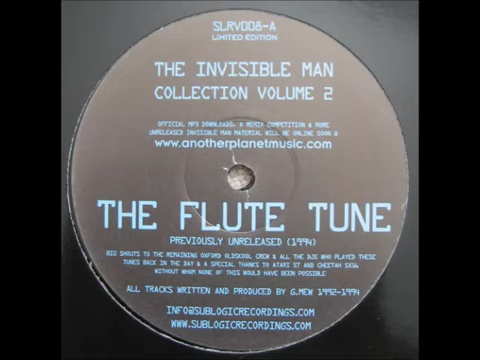 SLRV008-A
LIMITED EDITION
THE INVISIBLE MAN
COLLECTION VOLUME 2
OFFICIAL MP3 DOWNLOADS, A REMIX COMPETITION & MORE
UNRELEASED INVISIBLE MAN MATERIAL WILL BE ONLINE SOON @
www.anotherplanetmusic.com
THE FLUTE TUNE
PREVIOUSLY UNRELEASED (1994)
BIG SHOUTS TO THE REMAINING OXFORD OLDSKOOL CREW & ALL THE DJS WHO PLAYED THESE
TUNES BACK IN THE DAY & A SPECIAL THANKS TO ATARI ST AND CHEETAH SX16
WITHOUT WHOM NONE OF THIS WOULD HAVE BEEN POSSIBLE
ALL TRACKS WRITTEN AND PRODUCED BY G.MEW 1992-1994
INFO@SUBLOGICRECORDINGS.COM
WWW.SUBLOGICRECORDINGS.COM